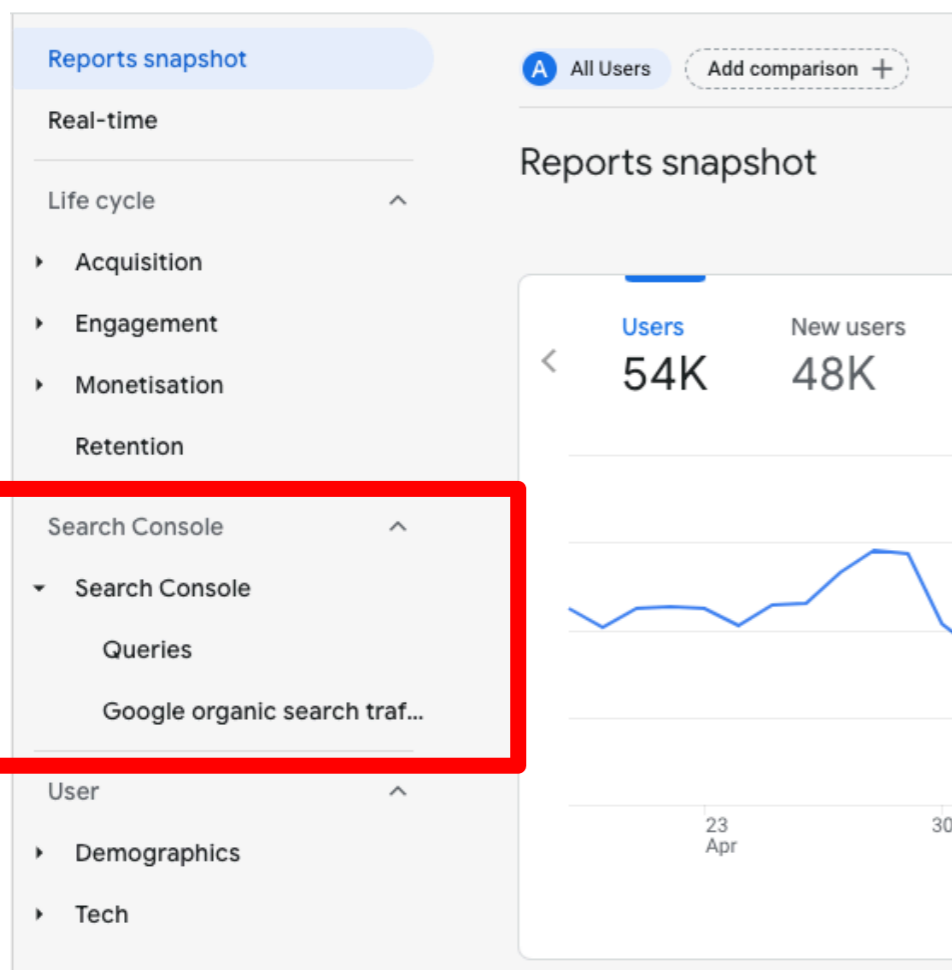 Reports snapshot
Real-time
Life cycle
Acquisition
Engagement
Monetisation
Retention
Search Console
Search Console
Queries
Google organic search traf...
User
Demographics
Tech
A All Users Add comparison +
Reports snapshot
Users New users
54K 48K
23 30
Apr